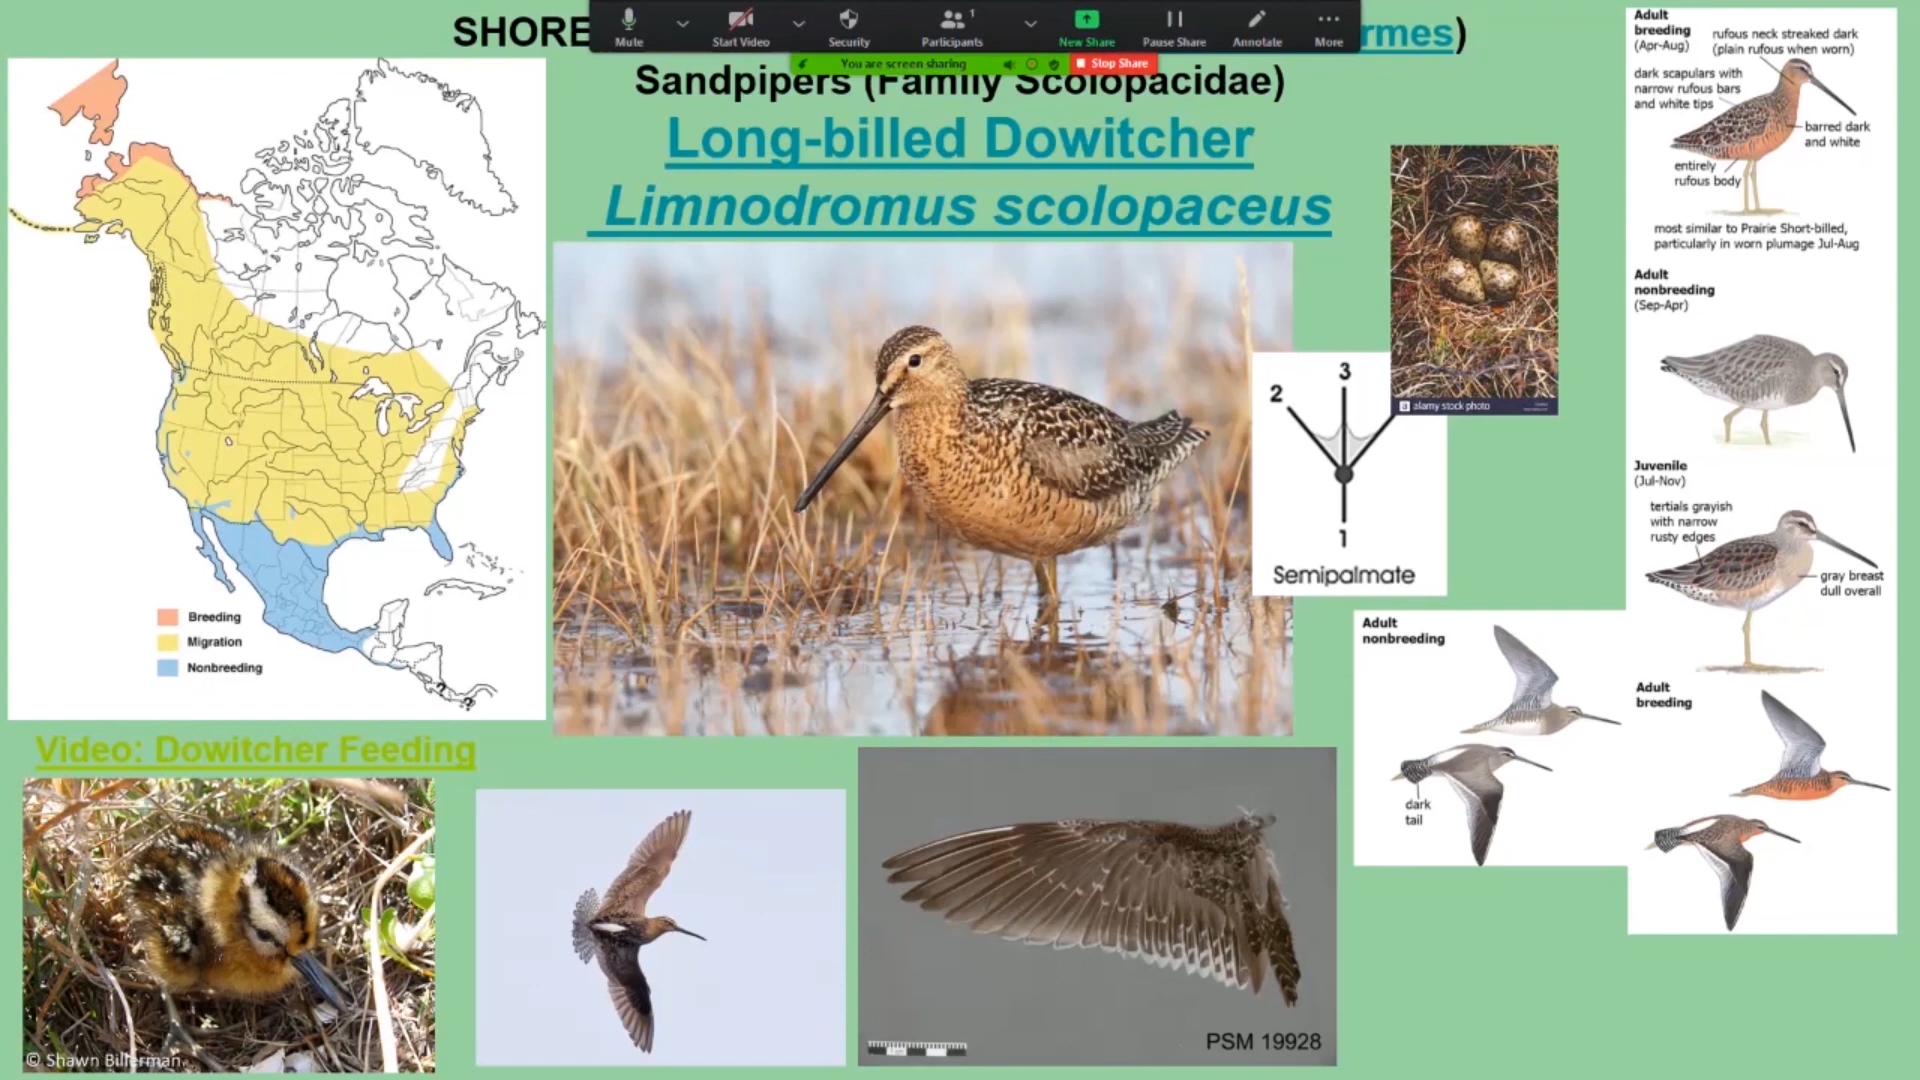 Mute
Start Video
Security
Participants
1
New Share
Pause Share
Annotate
More
You are screen sharing
Stop Share
SHORE
rmes)
Sandpipers (Family Scolopacidae)
Long-billed Dowitcher
Limnodromus scolopaceus
Breeding
Migration
Nonbreeding
?
?
Video: Dowitcher Feeding
© Shawn Billerman
PSM 19928
2
3
1
Semipalmate
a alamy stock photo
Adult
breeding
(Apr-Aug)
rufous neck streaked dark
(plain rufous when worn)
dark scapulars with
narrow rufous bars
and white tips
barred dark
and white
entirely
rufous body
most similar to Prairie Short-billed,
particularly in worn plumage Jul-Aug
Adult
nonbreeding
(Sep-Apr)
Juvenile
(Jul-Nov)
tertials grayish
with narrow
rusty edges
gray breast
dull overall
Adult
nonbreeding
dark
tail
Adult
breeding